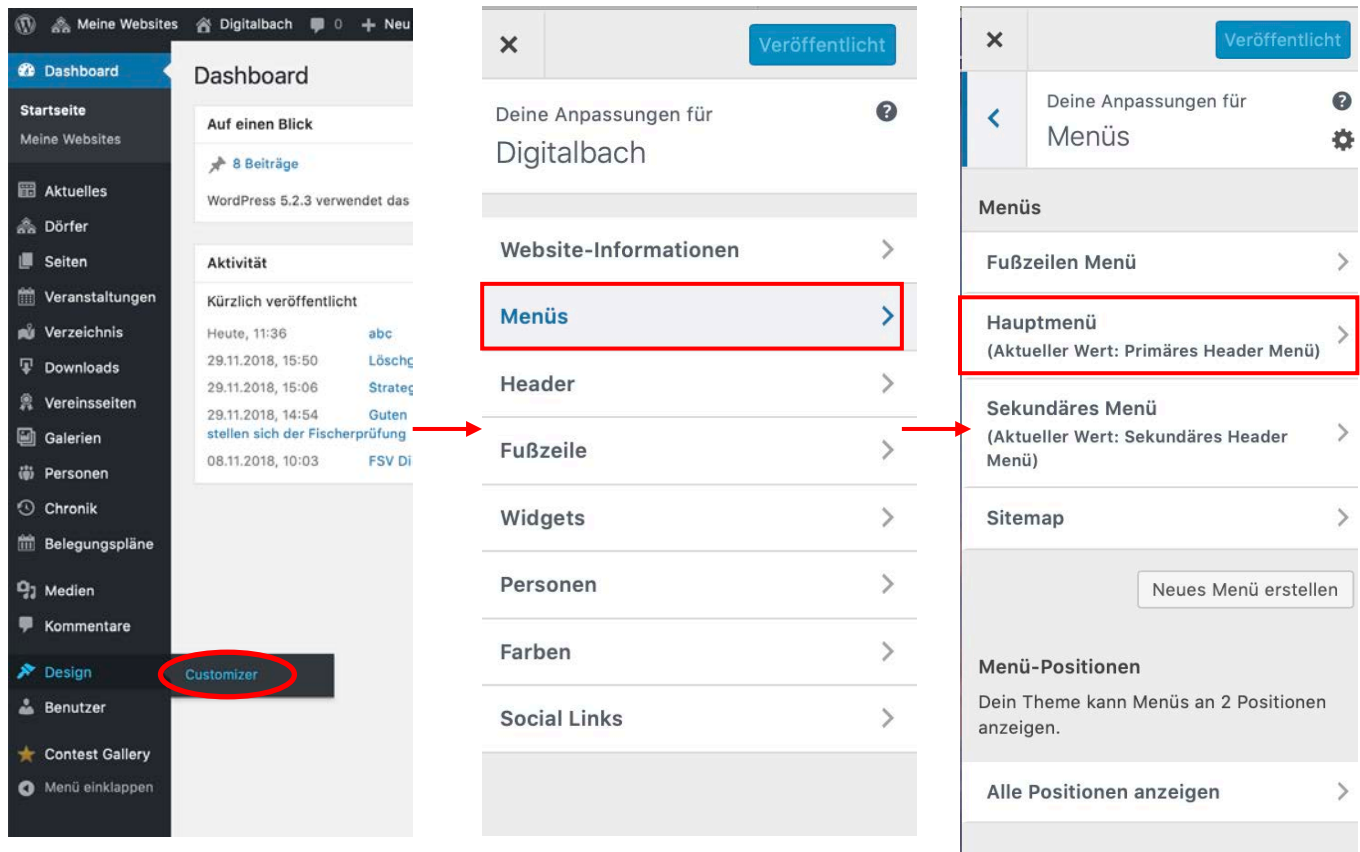 Meine Websites Digitalbach 0 + Neu
Dashboard
Startseite
Meine Websites
Aktuelles
Dörfer
Seiten
Veranstaltungen
Verzeichnis
Downloads
Vereinsseiten
Galerien
Personen
Chronik
Belegungspläne
Medien
Kommentare
Design
Customizer
Benutzer
Contest Gallery
Menü einklappen
Dashboard
Auf einen Blick
8 Beiträge
WordPress 5.2.3 verwendet das
Aktivität
Kürzlich veröffentlicht
Heute, 11:36 abc
29.11.2018, 15:50 Löschg
29.11.2018, 15:06 Strateg
29.11.2018, 14:54 Guten
stellen sich der Fischerprüfung
08.11.2018, 10:03 FSV Di
Veröffentlicht
Deine Anpassungen für
Digitalbach
Website-Informationen
Menüs
Header
Fußzeile
Widgets
Personen
Farben
Social Links
Veröffentlicht
Deine Anpassungen für
Menüs
Menüs
Fußzeilen Menü
Hauptmenü
(Aktueller Wert: Primäres Header Menü)
Sekundäres Menü
(Aktueller Wert: Sekundäres Header
Menü)
Sitemap
Neues Menü erstellen
Menü-Positionen
Dein Theme kann Menüs an 2 Positionen
anzeigen.
Alle Positionen anzeigen